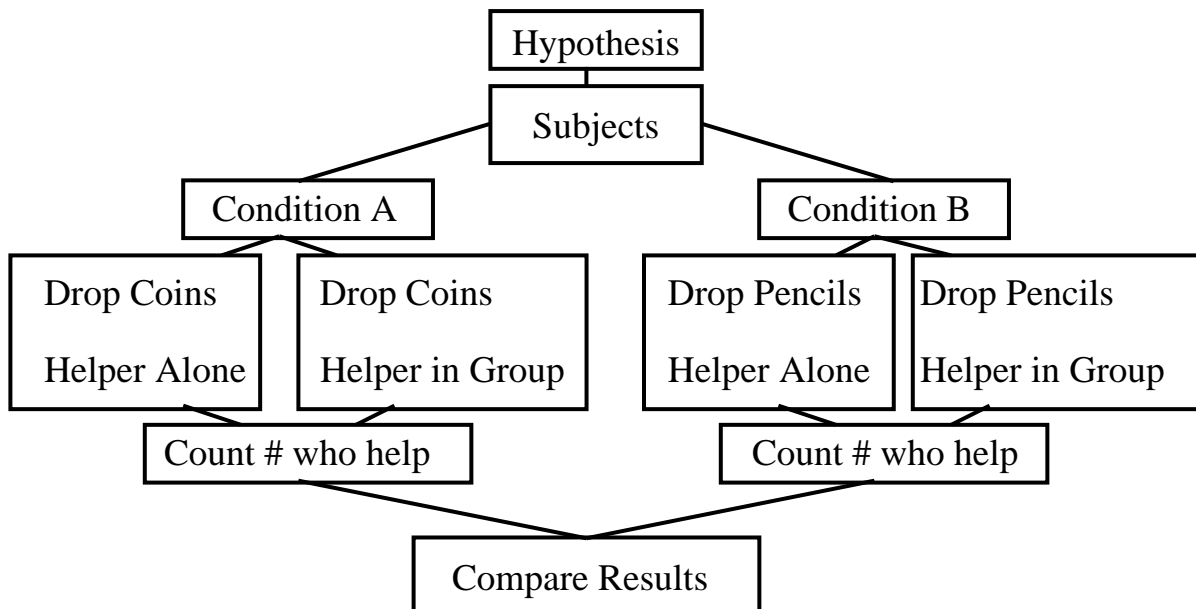 Hypothesis
Subjects
Condition A
Condition B
Drop Coins
Helper Alone
Drop Coins
Helper in Group
Drop Pencils
Helper Alone
Drop Pencils
Helper in Group
Count # who help
Count # who help
Compare Results